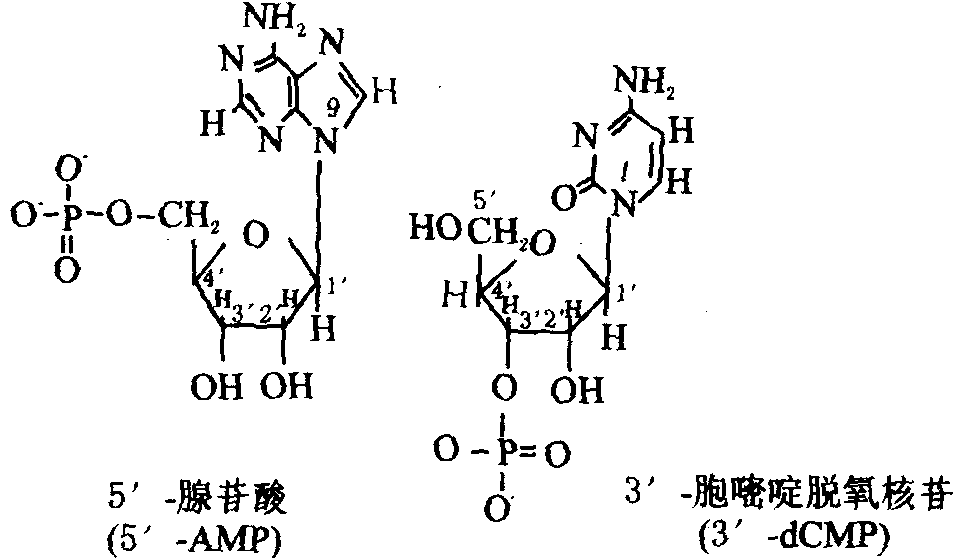 NH₂
N
N
9
H
H
N
N
O⁻
O⁻-P-O-CH₂
O
O
4′
1′
H
H
3′
2′
H
OH
OH
5′-腺苷酸
(5′-AMP)
NH₂
N
H
1
H
O
N
5′
HOCH₂
O
H
4′
1′
H
H
3′
2′
H
O
OH
O-P=O
O⁻
3′-胞嘧啶脱氧核苷
(3′-dCMP)